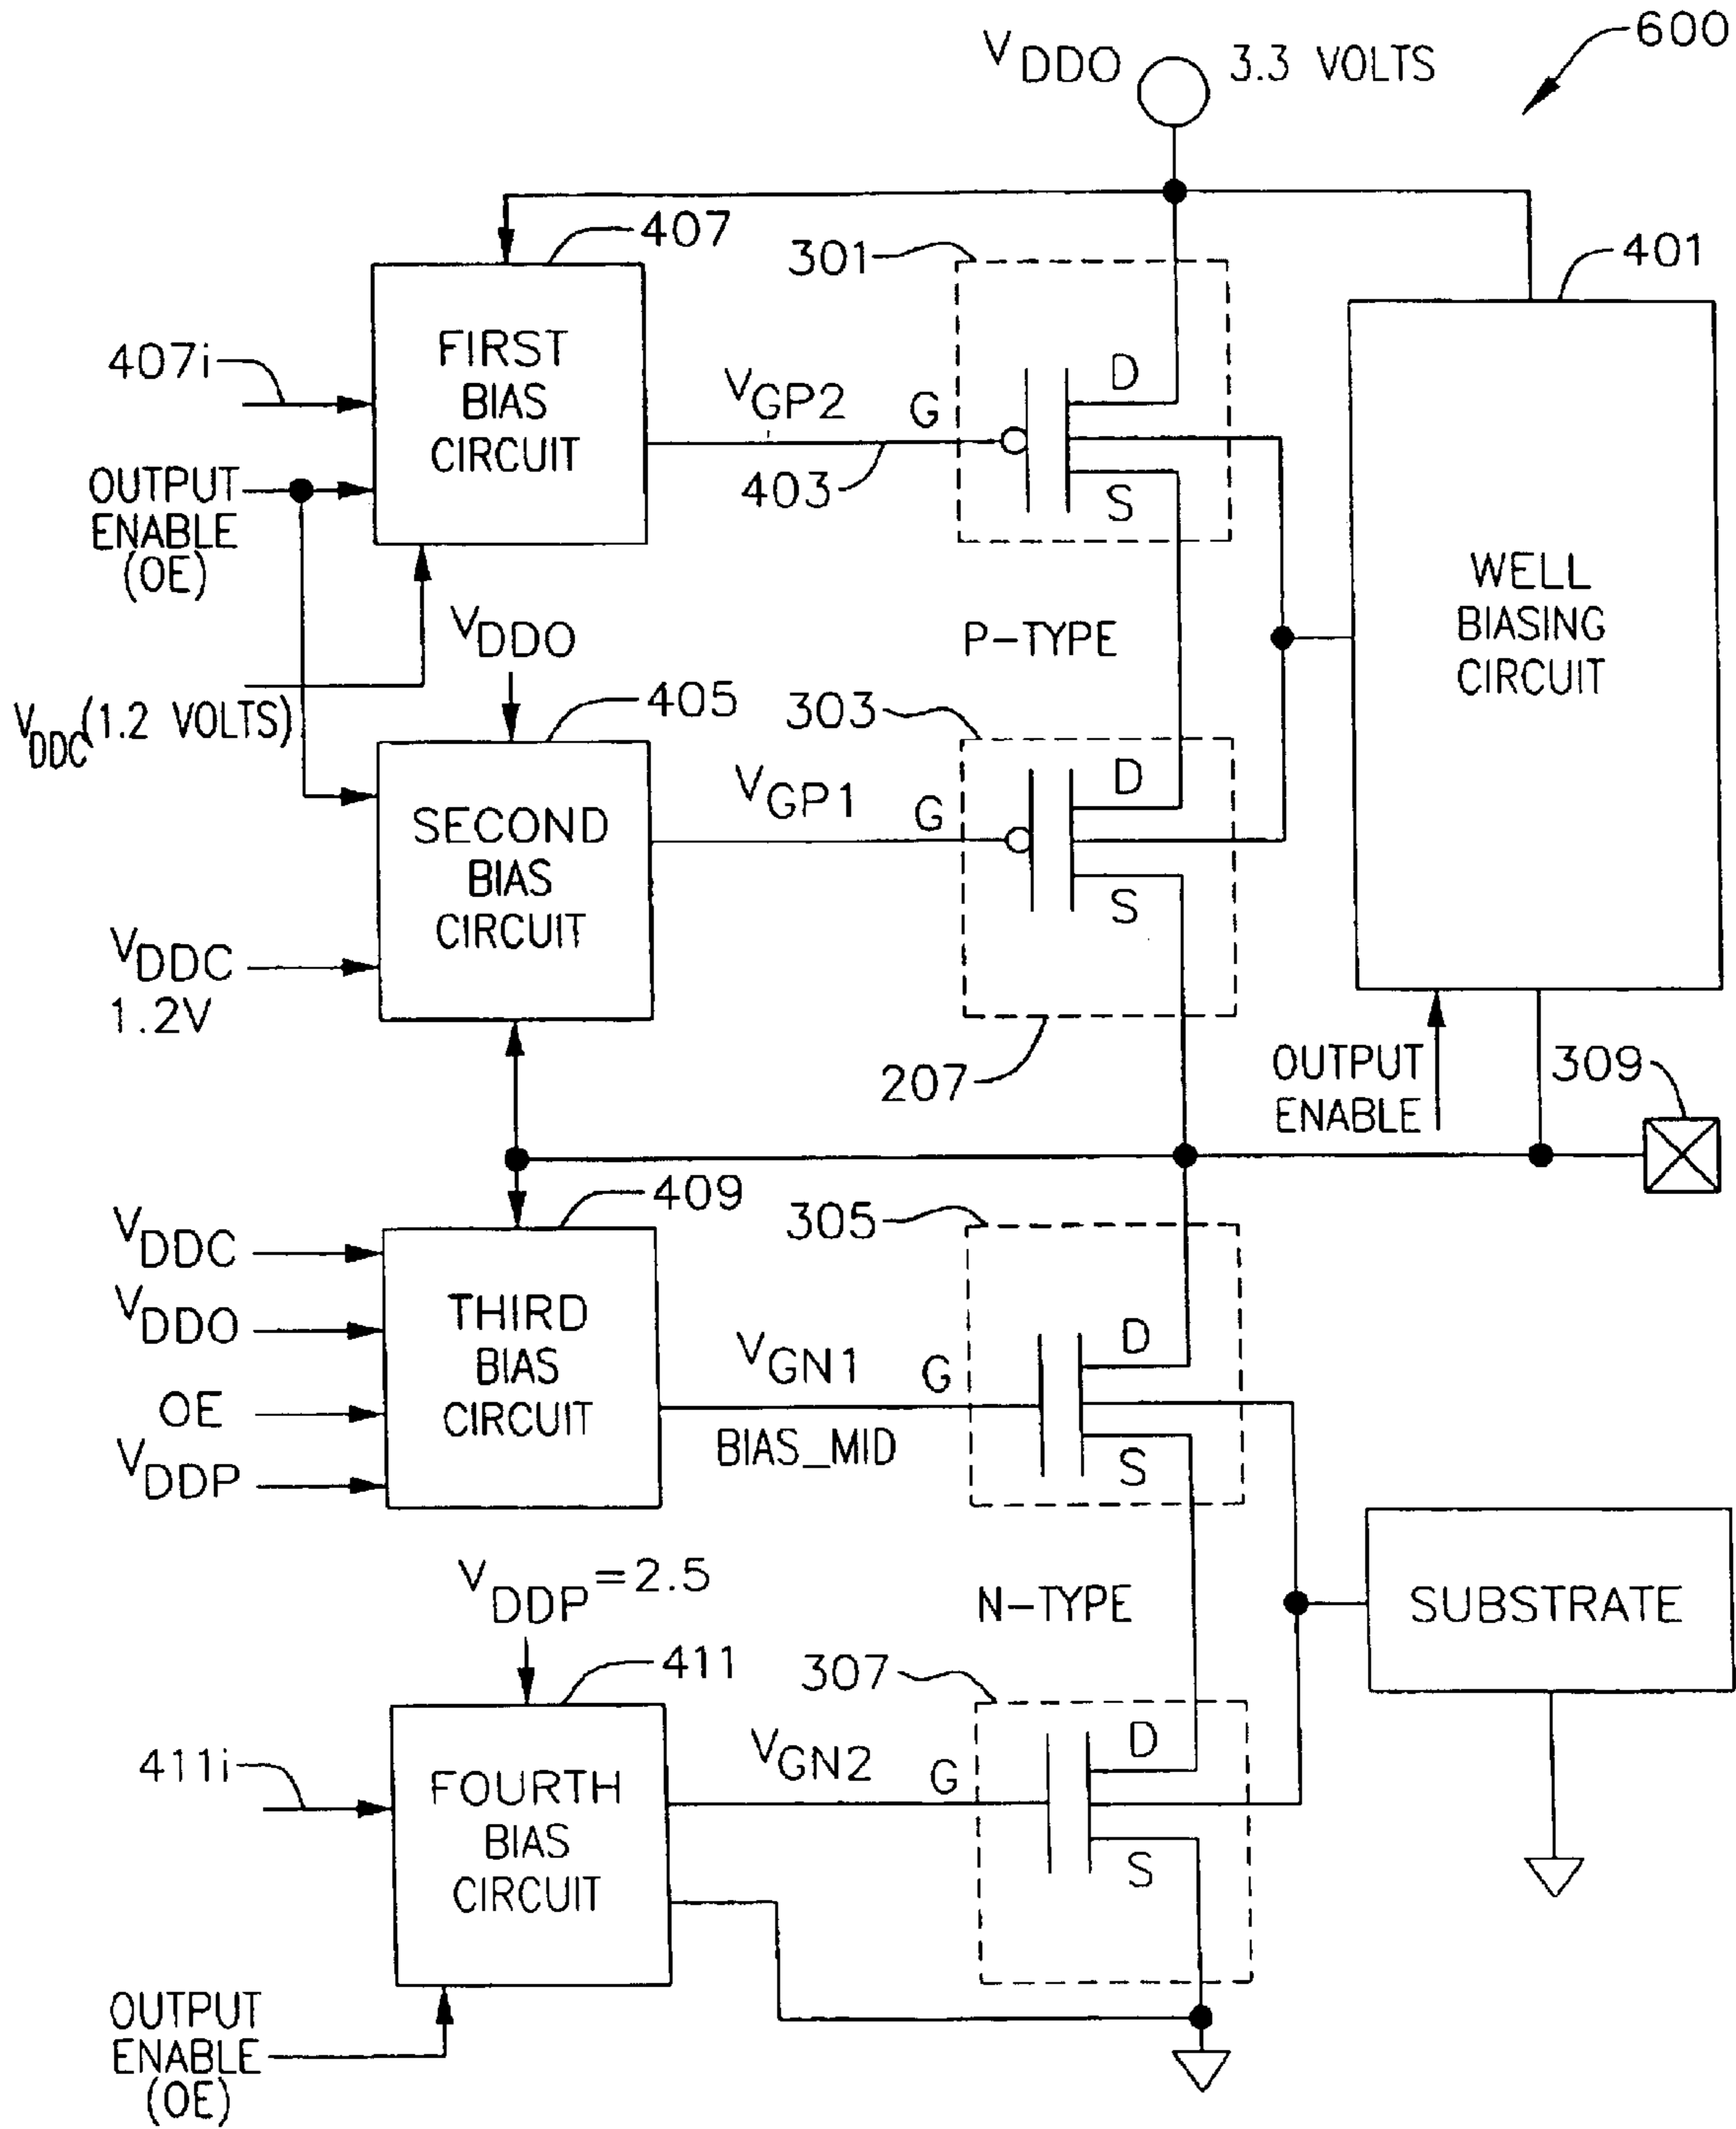 600
VDDO 3.3 VOLTS
407
301
401
FIRST
BIAS
CIRCUIT
407i
VGP2
G
D
S
403
OUTPUT
ENABLE
(OE)
WELL
BIASING
CIRCUIT
VDDO
P-TYPE
VDDC(1.2 VOLTS)
405
303
SECOND
BIAS
CIRCUIT
VGP1
G
D
S
VDDC
1.2V
207
OUTPUT
ENABLE
309
409
305
VDDC
VDDO
OE
VDDP
THIRD
BIAS
CIRCUIT
VGN1
BIAS_MID
G
D
S
VDDP=2.5
N-TYPE
SUBSTRATE
411
307
411i
FOURTH
BIAS
CIRCUIT
VGN2
G
D
S
OUTPUT
ENABLE
(OE)